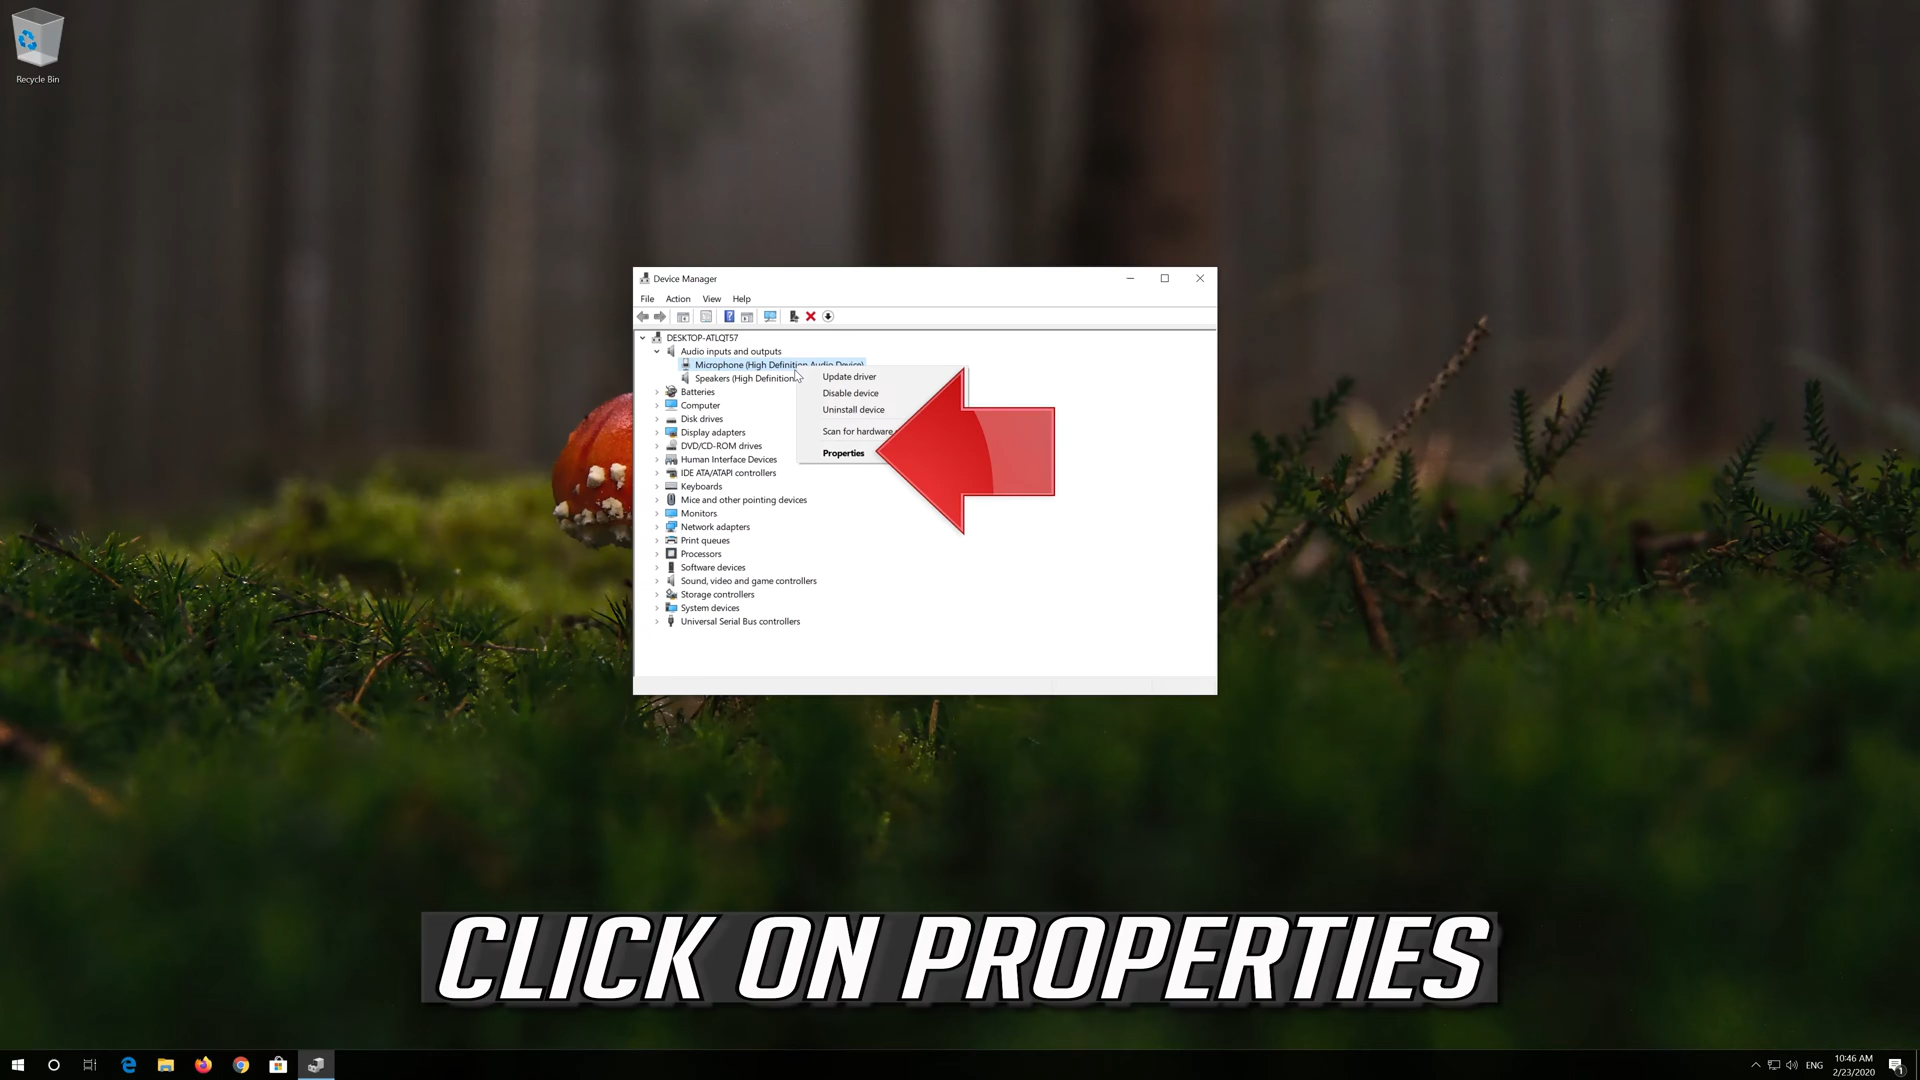 Recycle Bin
Device Manager
File Action View Help
DESKTOP-ATLQT57
Audio inputs and outputs
Microphone (High Definition Audio Device)
Speakers (High Definition
Update driver
Disable device
Uninstall device
Scan for hardware
Properties
Batteries
Computer
Disk drives
Display adapters
DVD/CD-ROM drives
Human Interface Devices
IDE ATA/ATAPI controllers
Keyboards
Mice and other pointing devices
Monitors
Network adapters
Print queues
Processors
Software devices
Sound, video and game controllers
Storage controllers
System devices
Universal Serial Bus controllers
CLICK ON PROPERTIES
ENG
10:46 AM
2/23/2020
1